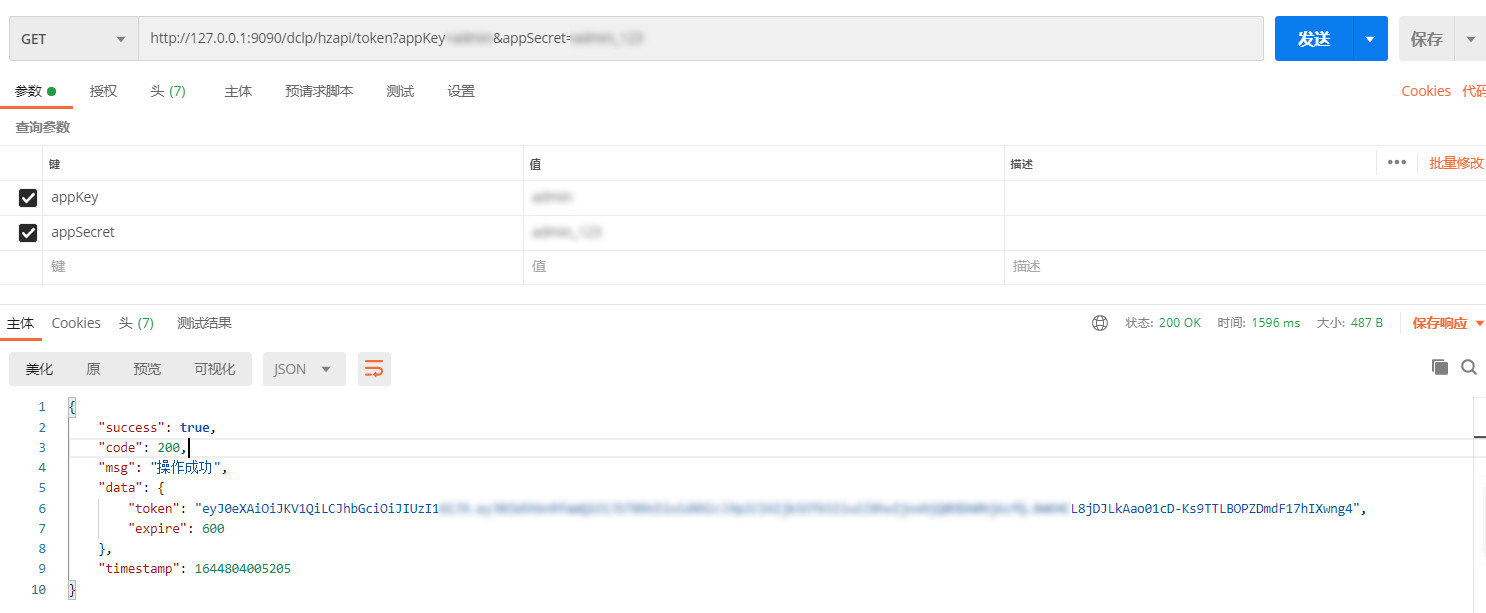 GET http://127.0.0.1:9090/dclp/hzapi/token?appKey &appSecret= 发送 保存
参数 授权 头 (7) 主体 预请求脚本 测试 设置 Cookies 代码
查询参数
键 值 描述 ••• 批量修改
appKey
appSecret
键 值 描述
主体 Cookies 头 (7) 测试结果 状态: 200 OK 时间: 1596 ms 大小: 487 B 保存响应
美化 原 预览 可视化 JSON
1 {
2 "success": true,
3 "code": 200,
4 "msg": "操作成功",
5 "data": {
6 "token": "eyJ0eXAiOiJKV1QiLCJhbGciOiJIUzI1 L8jDJLkAao01cD-Ks9TTLBOPZDmdF17hIXwng4",
7 "expire": 600
8 },
9 "timestamp": 1644804005205
10 }